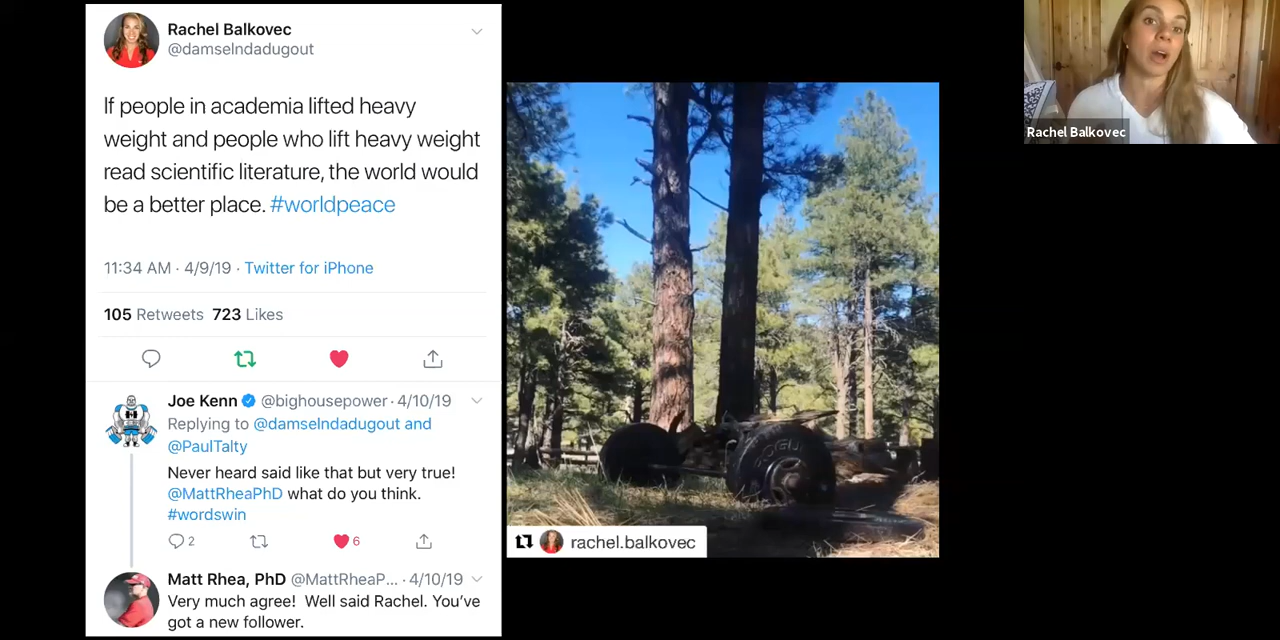 Rachel Balkovec
@damselndadugout
If people in academia lifted heavy
weight and people who lift heavy weight
read scientific literature, the world would
be a better place. #worldpeace
11:34 AM · 4/9/19 · Twitter for iPhone
105 Retweets 723 Likes
Joe Kenn @bighousepower · 4/10/19
Replying to @damselndadugout and
@PaulTalty
Never heard said like that but very true!
@MattRheaPhD what do you think.
#wordswin
2
6
Matt Rhea, PhD @MattRheaP... · 4/10/19
Very much agree! Well said Rachel. You've
got a new follower.
ROGUE
rachel.balkovec
Rachel Balkovec